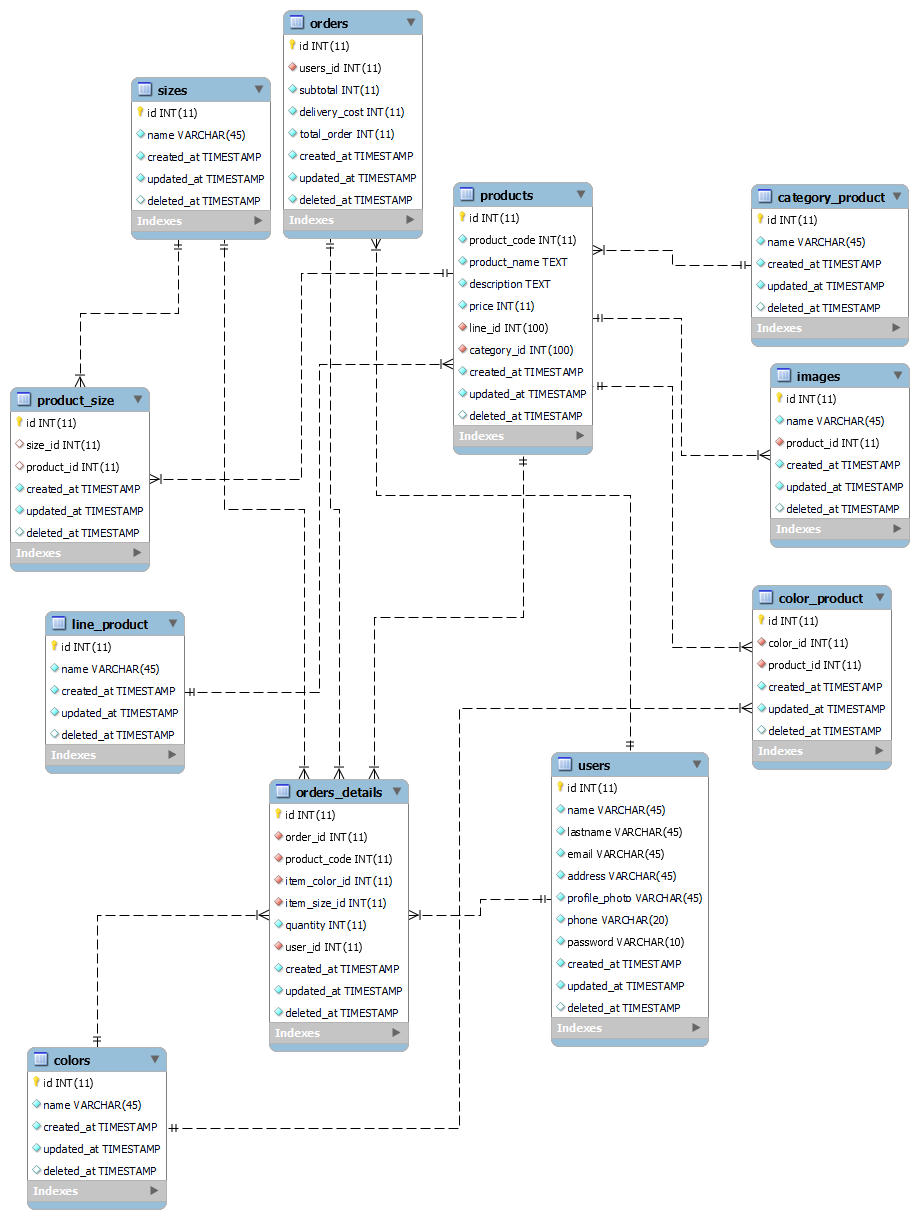 orders
id INT(11)
users_id INT(11)
subtotal INT(11)
delivery_cost INT(11)
total_order INT(11)
created_at TIMESTAMP
updated_at TIMESTAMP
deleted_at TIMESTAMP
Indexes
sizes
id INT(11)
name VARCHAR(45)
created_at TIMESTAMP
updated_at TIMESTAMP
deleted_at TIMESTAMP
Indexes
products
id INT(11)
product_code INT(11)
product_name TEXT
description TEXT
price INT(11)
line_id INT(100)
category_id INT(100)
created_at TIMESTAMP
updated_at TIMESTAMP
deleted_at TIMESTAMP
Indexes
category_product
id INT(11)
name VARCHAR(45)
created_at TIMESTAMP
updated_at TIMESTAMP
deleted_at TIMESTAMP
Indexes
images
id INT(11)
name VARCHAR(45)
product_id INT(11)
created_at TIMESTAMP
updated_at TIMESTAMP
deleted_at TIMESTAMP
Indexes
product_size
id INT(11)
size_id INT(11)
product_id INT(11)
created_at TIMESTAMP
updated_at TIMESTAMP
deleted_at TIMESTAMP
Indexes
color_product
id INT(11)
color_id INT(11)
product_id INT(11)
created_at TIMESTAMP
updated_at TIMESTAMP
deleted_at TIMESTAMP
Indexes
line_product
id INT(11)
name VARCHAR(45)
created_at TIMESTAMP
updated_at TIMESTAMP
deleted_at TIMESTAMP
Indexes
users
id INT(11)
name VARCHAR(45)
lastname VARCHAR(45)
email VARCHAR(45)
address VARCHAR(45)
profile_photo VARCHAR(45)
phone VARCHAR(20)
password VARCHAR(10)
created_at TIMESTAMP
updated_at TIMESTAMP
deleted_at TIMESTAMP
Indexes
orders_details
id INT(11)
order_id INT(11)
product_code INT(11)
item_color_id INT(11)
item_size_id INT(11)
quantity INT(11)
user_id INT(11)
created_at TIMESTAMP
updated_at TIMESTAMP
deleted_at TIMESTAMP
Indexes
colors
id INT(11)
name VARCHAR(45)
created_at TIMESTAMP
updated_at TIMESTAMP
deleted_at TIMESTAMP
Indexes